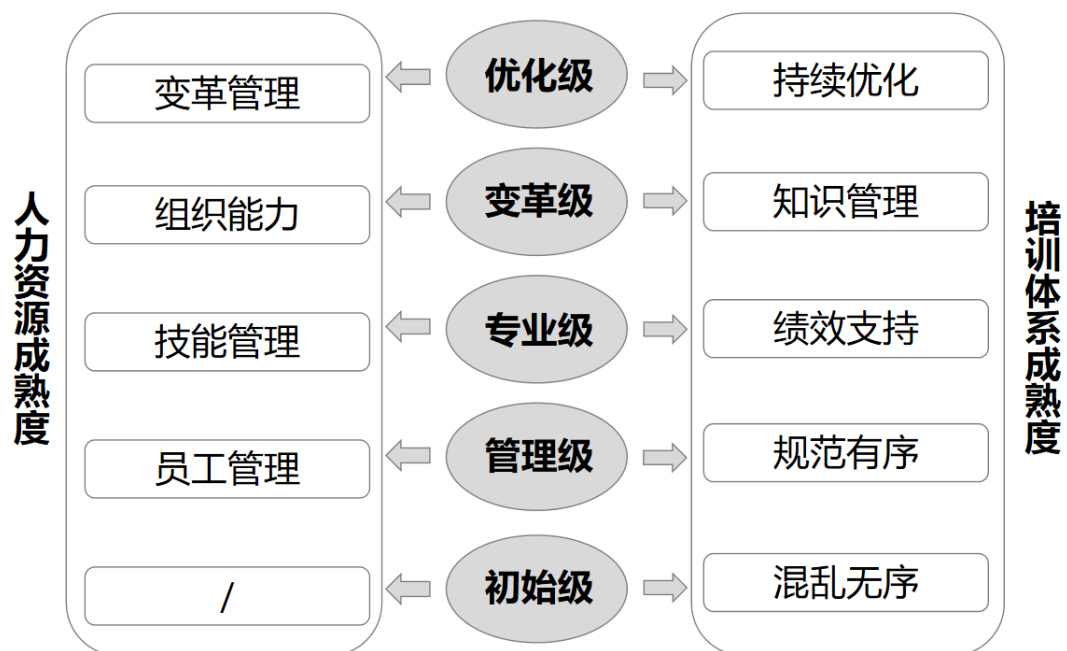 人力资源成熟度
变革管理
优化级
持续优化
组织能力
变革级
知识管理
技能管理
专业级
绩效支持
员工管理
管理级
规范有序
/
初始级
混乱无序
培训体系成熟度